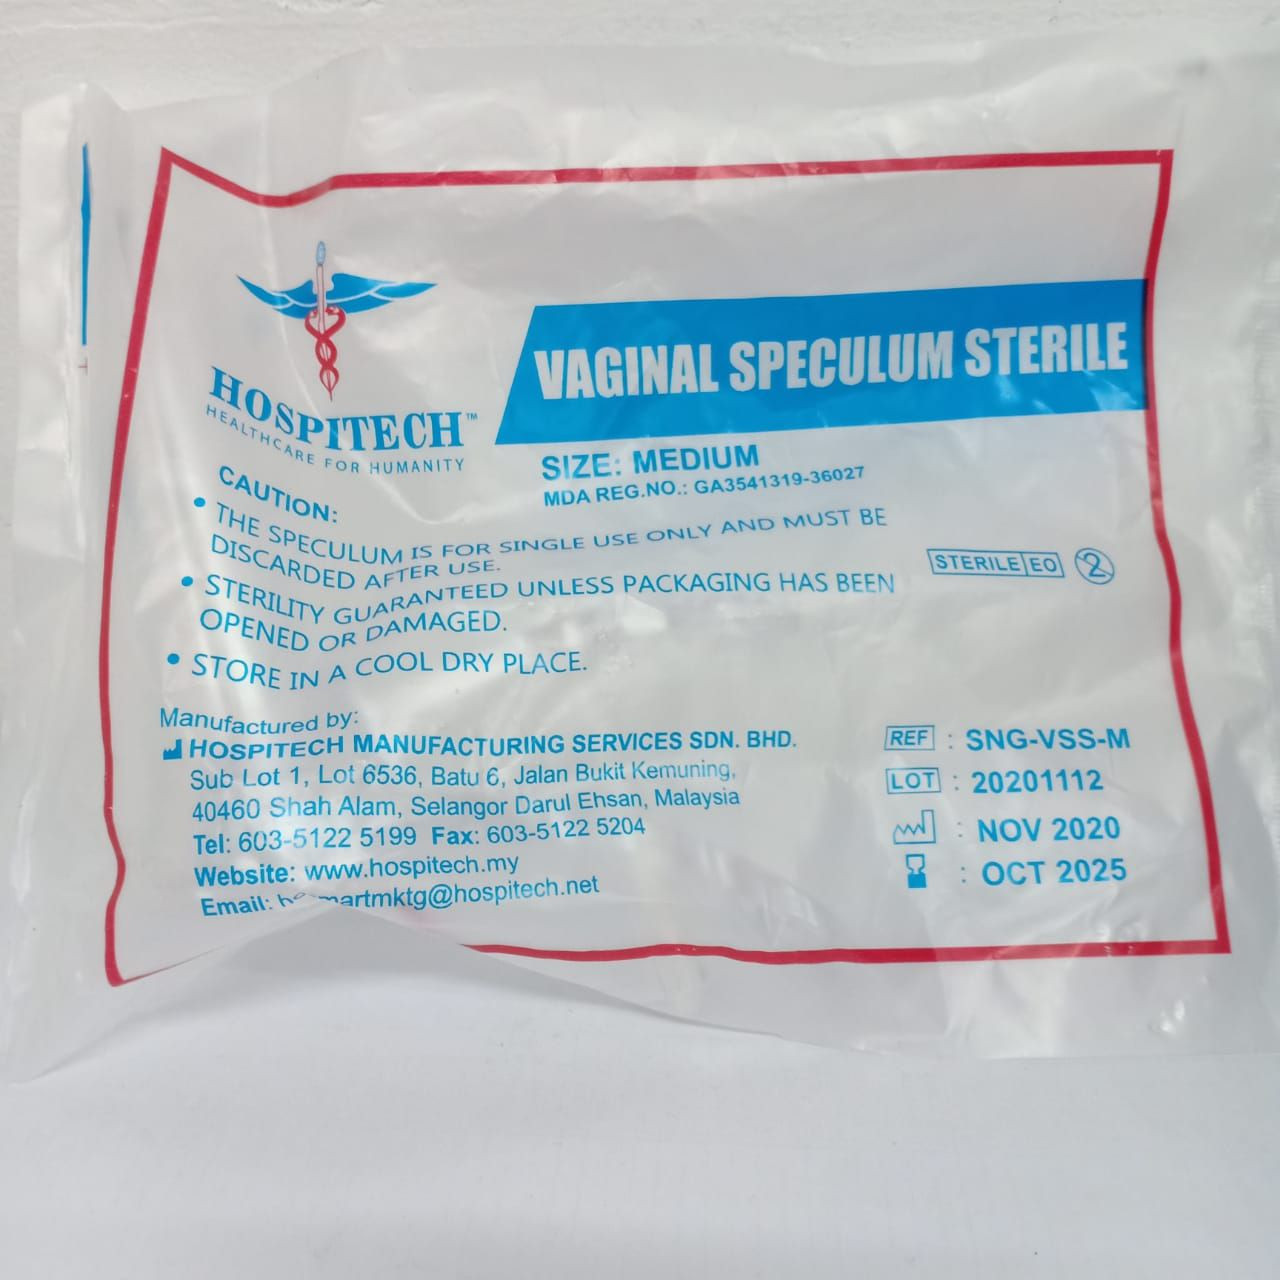 HOSPITECH™
HEALTHCARE FOR HUMANITY
VAGINAL SPECULUM STERILE
SIZE: MEDIUM
MDA REG.NO.: GA3541319-36027
CAUTION:
• THE SPECULUM IS FOR SINGLE USE ONLY AND MUST BE
DISCARDED AFTER USE.
• STERILITY GUARANTEED UNLESS PACKAGING HAS BEEN
OPENED OR DAMAGED.
• STORE IN A COOL DRY PLACE.
STERILE EO 2
Manufactured by:
HOSPITECH MANUFACTURING SERVICES SDN. BHD.
Sub Lot 1, Lot 6536, Batu 6, Jalan Bukit Kemuning,
40460 Shah Alam, Selangor Darul Ehsan, Malaysia
Tel: 603-5122 5199 Fax: 603-5122 5204
Website: www.hospitech.my
Email:
REF : SNG-VSS-M
LOT : 20201112
: NOV 2020
: OCT 2025